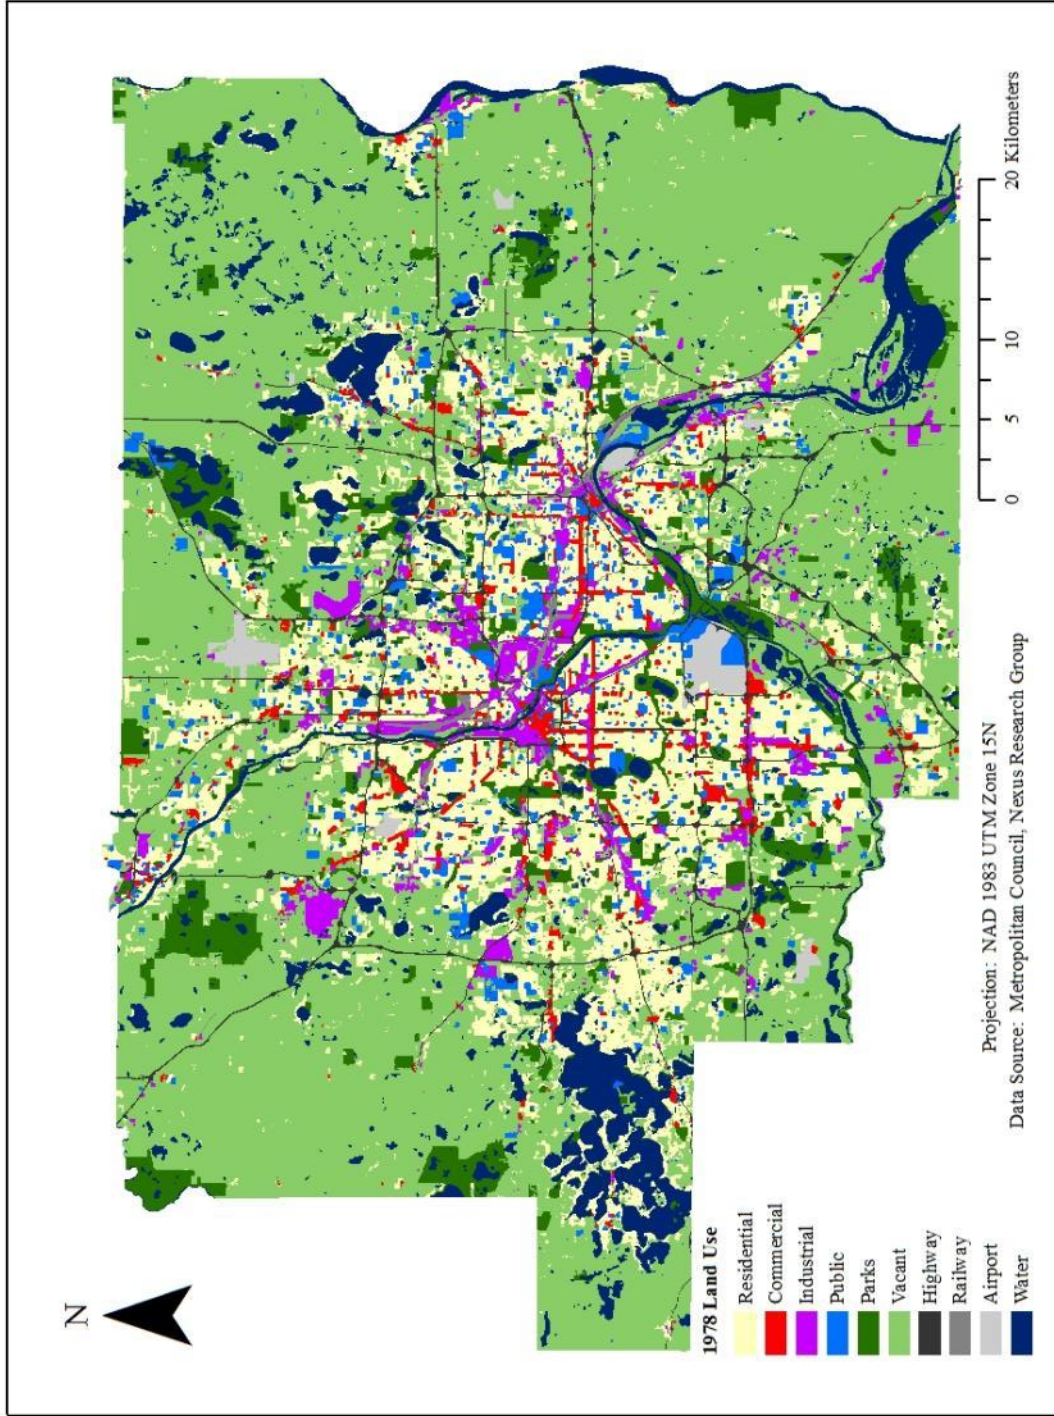 N
1978 Land Use
Residential
Commercial
Industrial
Public
Parks
Vacant
Highway
Railway
Airport
Water
Projection: NAD 1983 UTM Zone 15N
Data Source: Metropolitan Council, Nexus Research Group
0 5 10 20 Kilometers